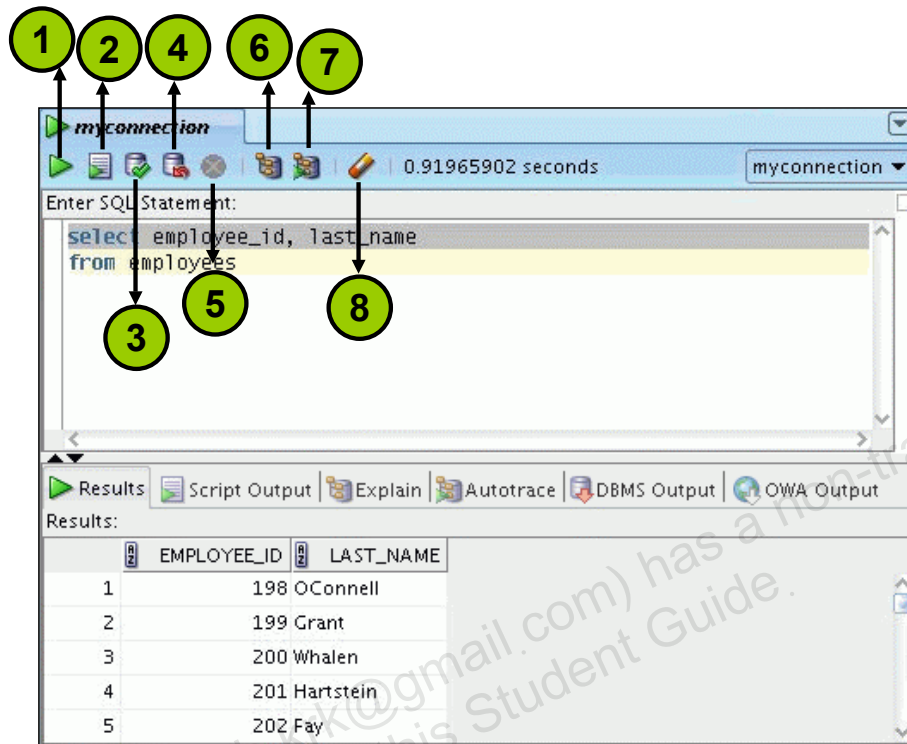 1
2
4
6
7
myconnection
0.91965902 seconds
myconnection
Enter SQL Statement:
select employee_id, last_name
from employees
5
8
3
Results Script Output Explain Autotrace DBMS Output OWA Output
Results:
EMPLOYEE_ID LAST_NAME
1 198 OConnell
2 199 Grant
3 200 Whalen
4 201 Hartstein
5 202 Fay
has a non-tra
@gmail.com)
this Student Guide.